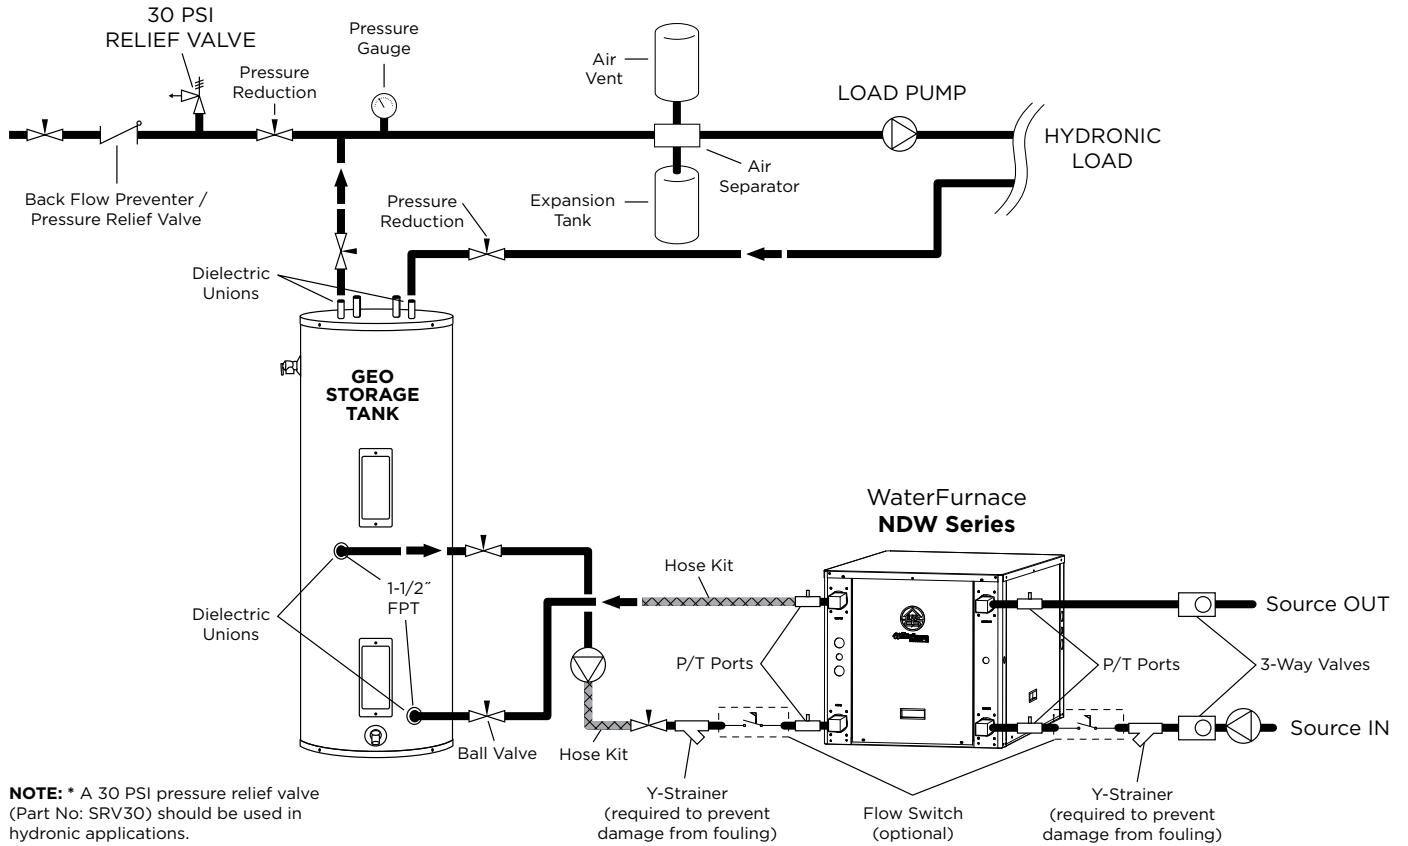 30 PSI
RELIEF VALVE
Pressure
Gauge
Pressure
Reduction
Air
Vent
LOAD PUMP
HYDRONIC
LOAD
Air
Separator
Back Flow Preventer /
Pressure Relief Valve
Pressure
Reduction
Expansion
Tank
Dielectric
Unions
GEO
STORAGE
TANK
WaterFurnace
NDW Series
Hose Kit
1-1/2˝
FPT
Dielectric
Unions
Source OUT
P/T Ports
P/T Ports
3-Way Valves
Source IN
Ball Valve
Hose Kit
Y-Strainer
(required to prevent
damage from fouling)
Flow Switch
(optional)
Y-Strainer
(required to prevent
damage from fouling)
NOTE: * A 30 PSI pressure relief valve
(Part No: SRV30) should be used in
hydronic applications.